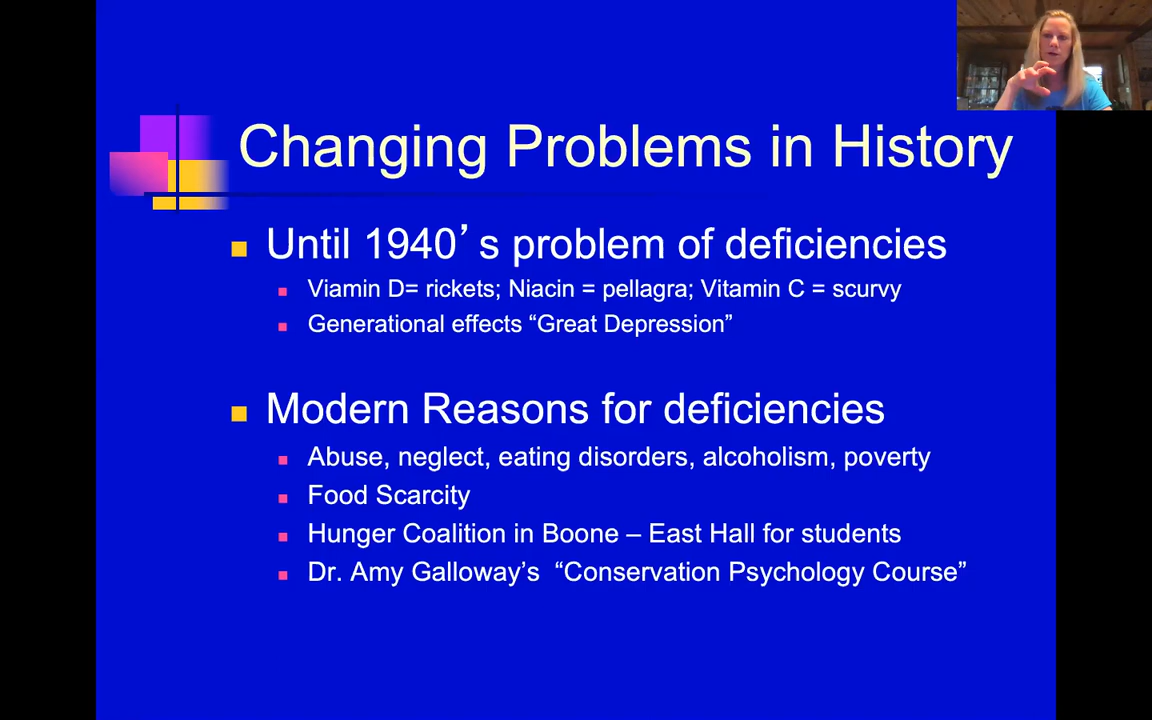 Changing Problems in History
Until 1940’s problem of deficiencies
Viamin D= rickets; Niacin = pellagra; Vitamin C = scurvy
Generational effects “Great Depression”
Modern Reasons for deficiencies
Abuse, neglect, eating disorders, alcoholism, poverty
Food Scarcity
Hunger Coalition in Boone – East Hall for students
Dr. Amy Galloway’s “Conservation Psychology Course”